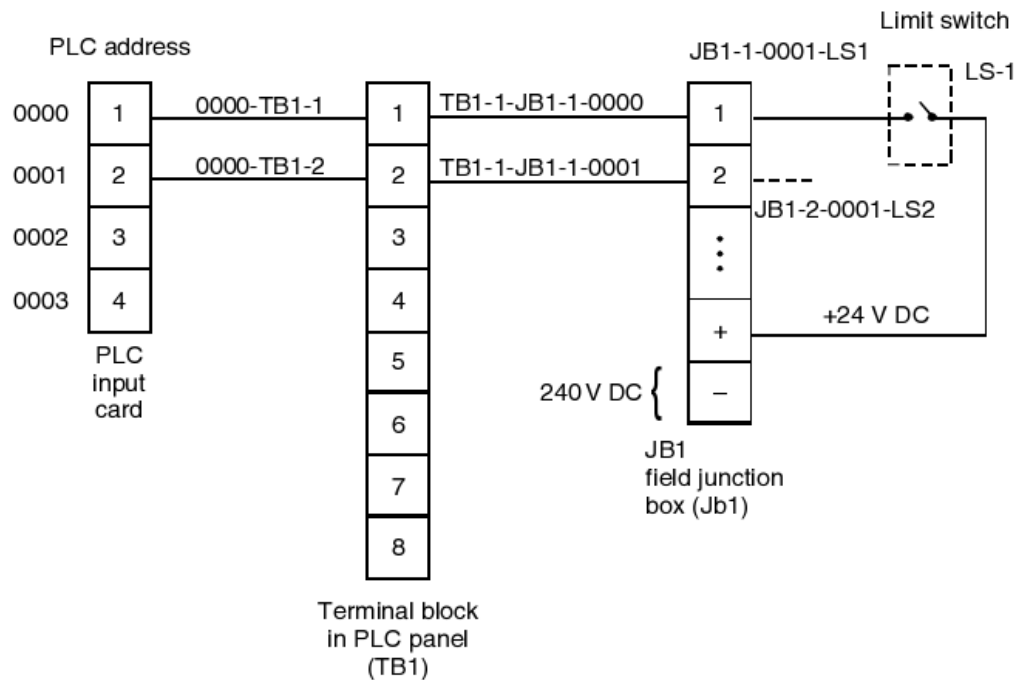 Limit switch
PLC address
JB1-1-0001-LS1
LS-1
0000
1
0000-TB1-1
1
TB1-1-JB1-1-0000
1
0001
2
0000-TB1-2
2
TB1-1-JB1-1-0001
2
JB1-2-0001-LS2
0002
3
3
0003
4
4
+
+24 V DC
PLC
input
card
5
240 V DC {
–
6
JB1
field junction
box (Jb1)
7
8
Terminal block
in PLC panel
(TB1)